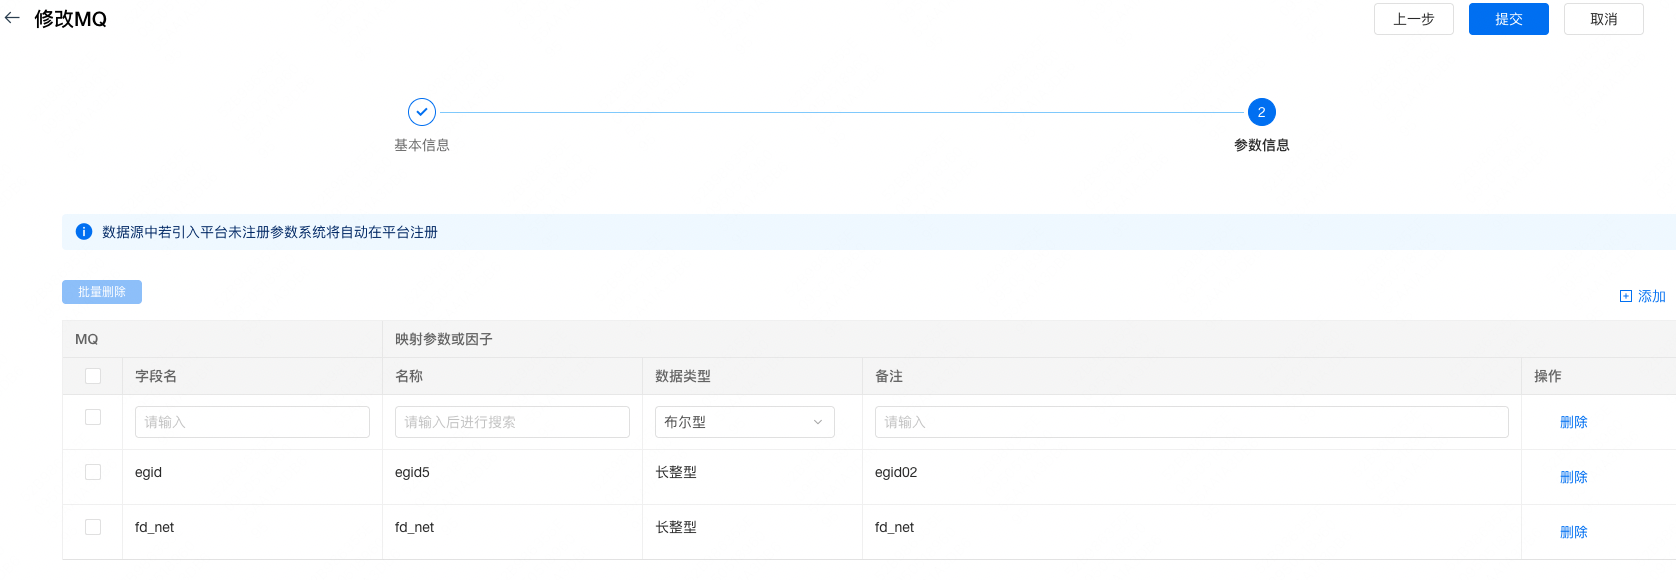 修改MQ
上一步 提交 取消
2
基本信息 参数信息
数据源中若引入平台未注册参数系统将自动在平台注册
批量删除
添加
MQ 映射参数或因子
字段名 名称 数据类型 备注 操作
请输入 请输入后进行搜索 布尔型 请输入 删除
egid egid5 长整型 egid02 删除
fd_net fd_net 长整型 fd_net 删除